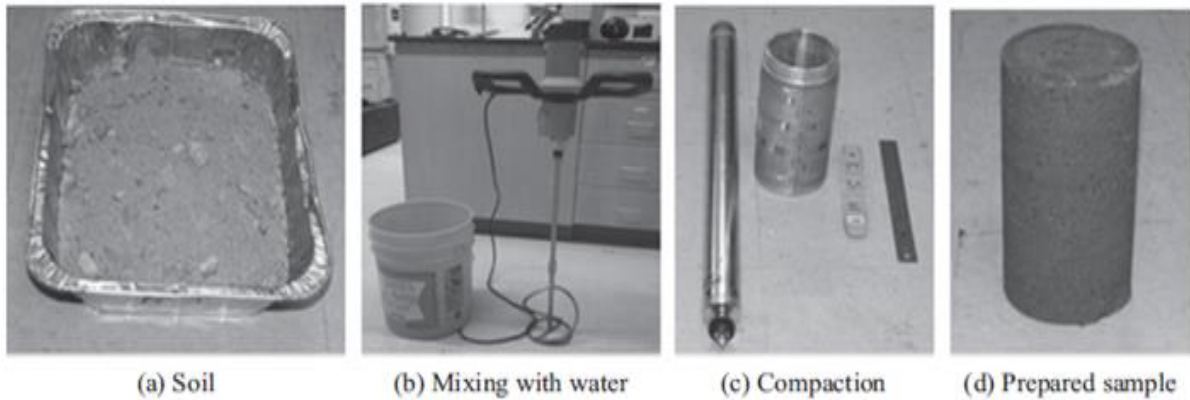 (a) Soil
(b) Mixing with water
(c) Compaction
(d) Prepared sample